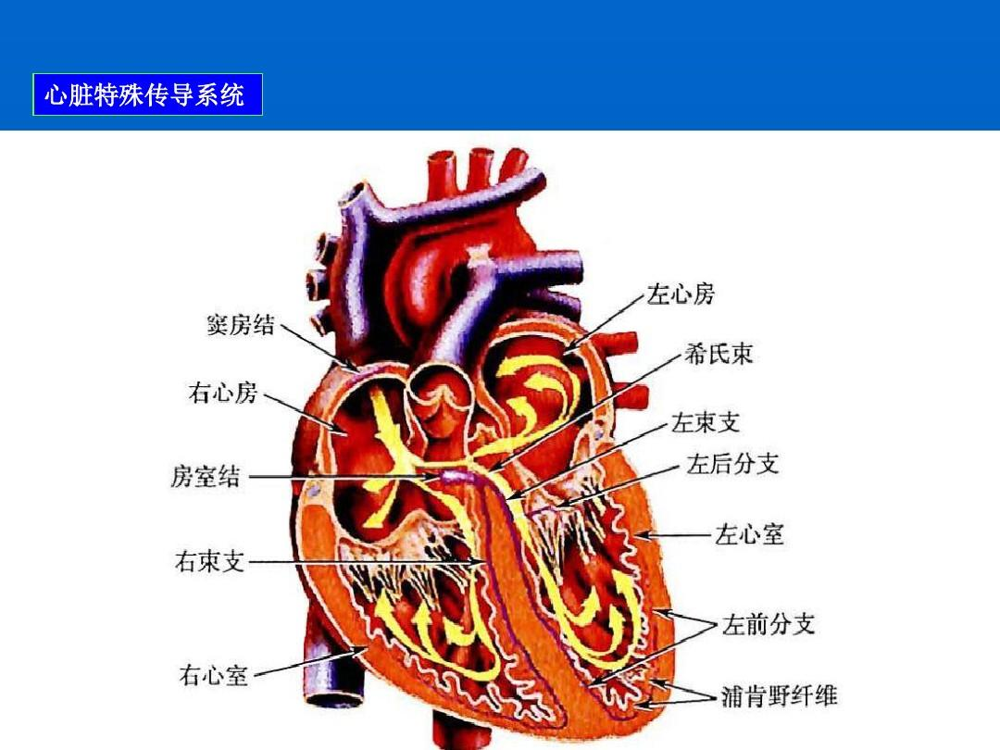 心脏特殊传导系统
左心房
窦房结
希氏束
右心房
左束支
左后分支
房室结
左心室
右束支
左前分支
右心室
浦肯野纤维